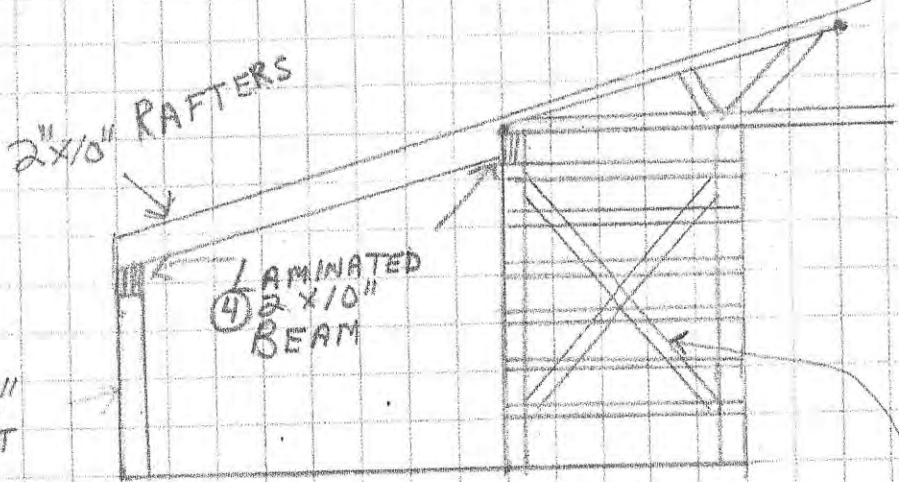 2"x10" RAFTERS
LAMINATED
④ 2 x10"
BEAM
"
T